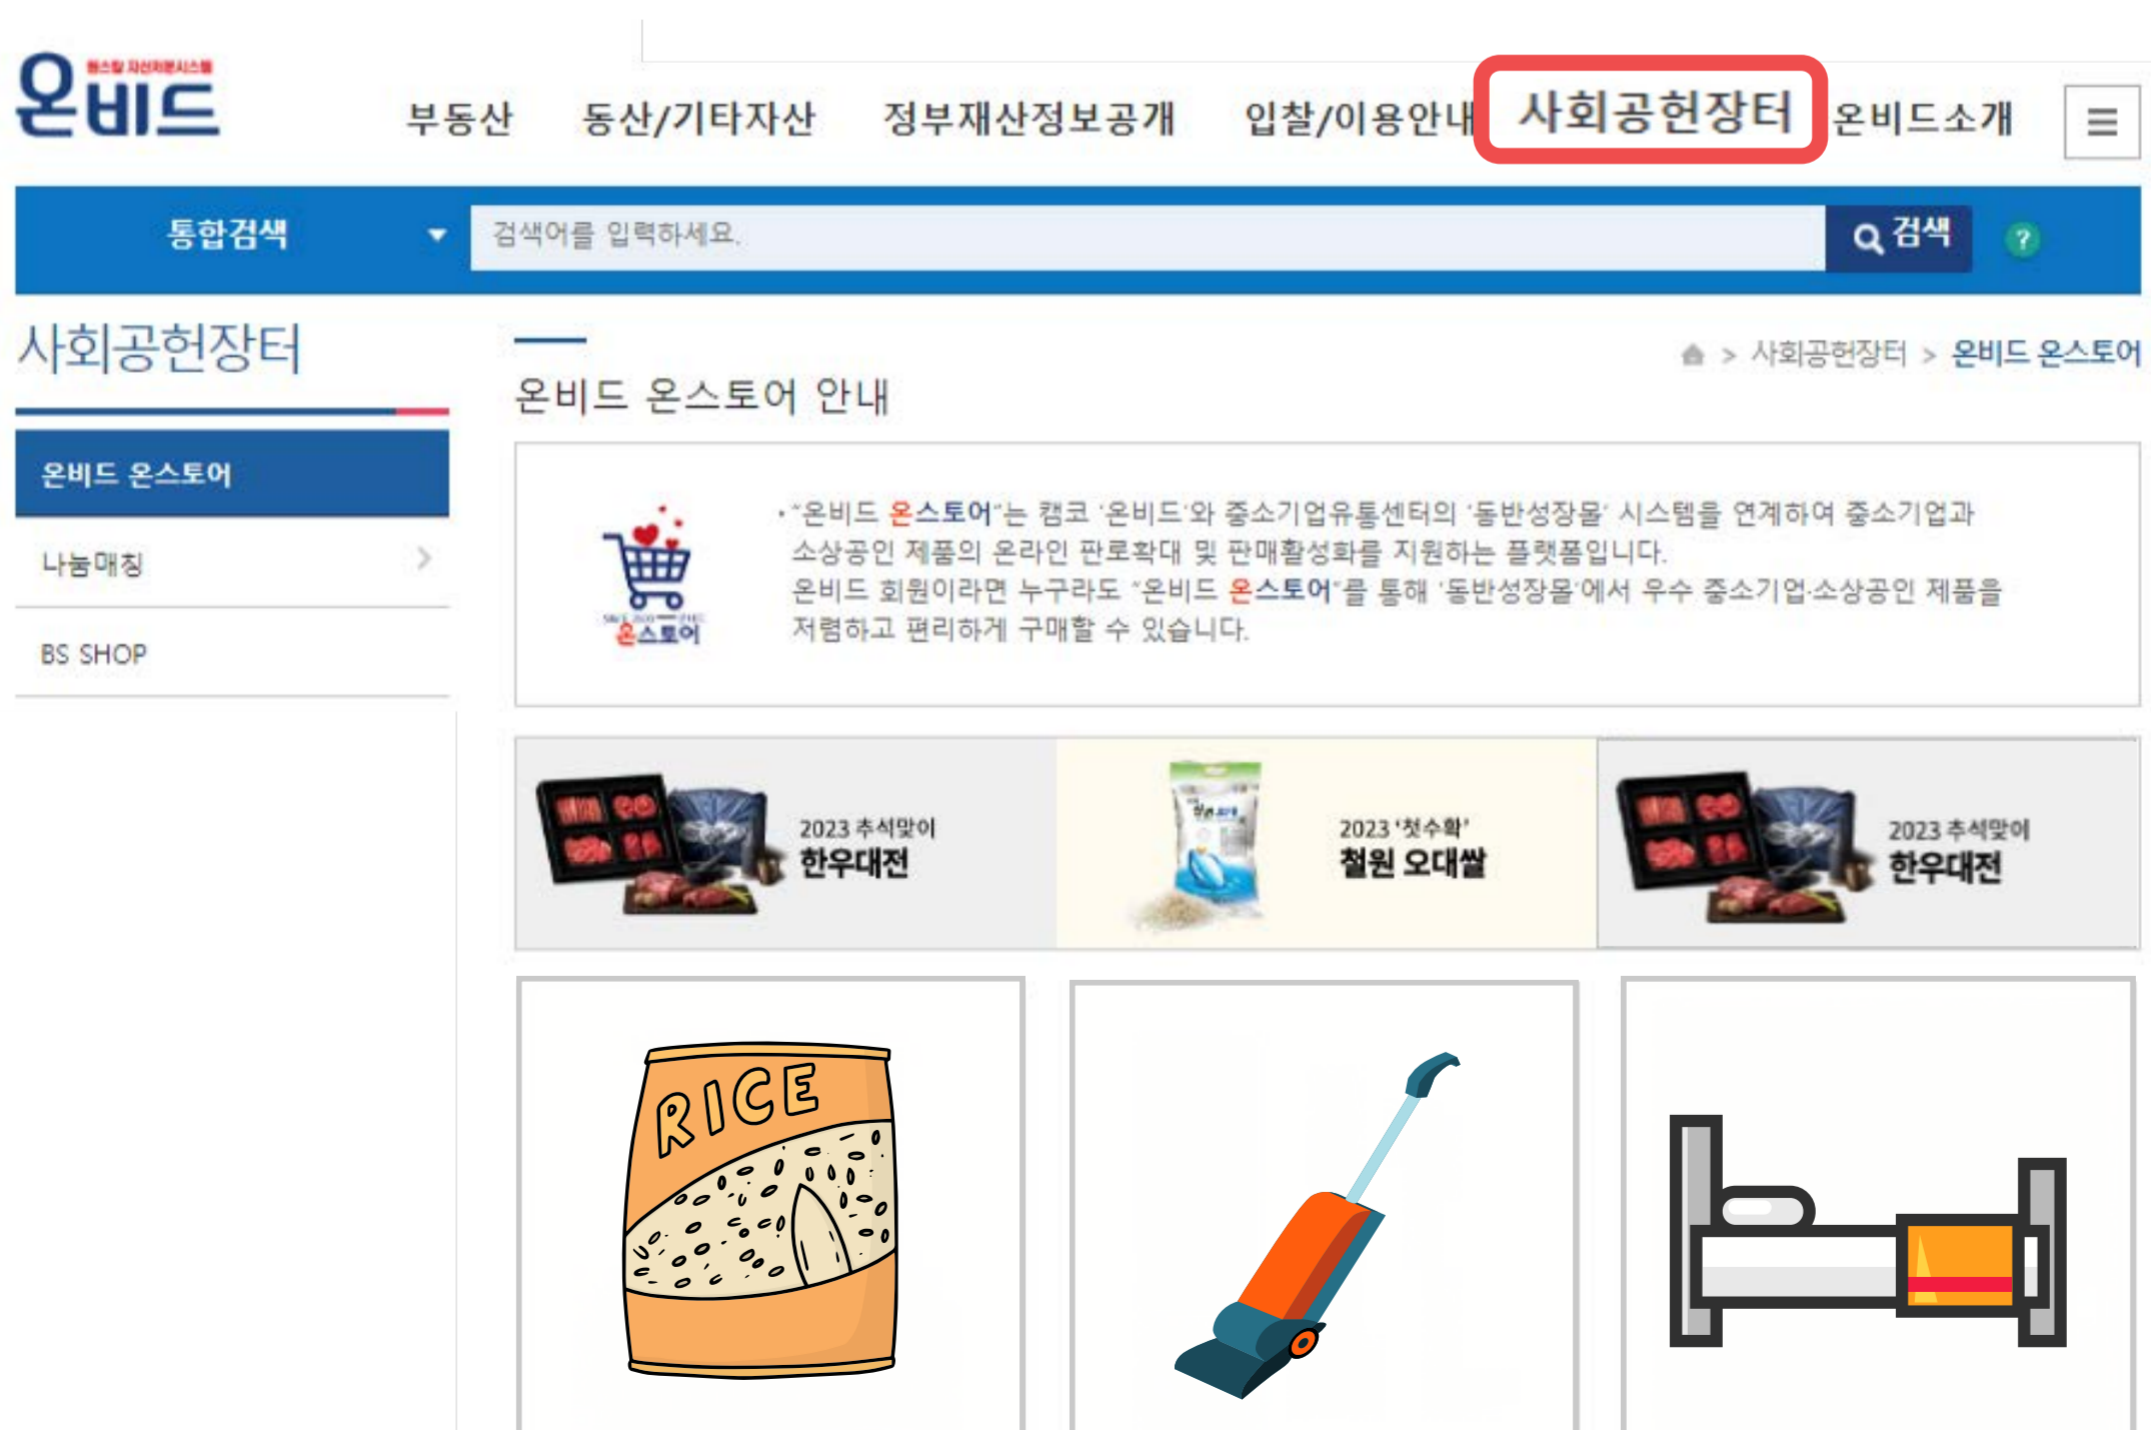 원스톱 자산처분시스템
온비드
부동산 동산/기타자산 정부재산정보공개 입찰/이용안내 사회공헌장터 온비드소개
통합검색 검색어를 입력하세요. 검색 ?
사회공헌장터
온비드 온스토어
나눔매칭
BS SHOP
> 사회공헌장터 > 온비드 온스토어
온비드 온스토어 안내
• "온비드 온스토어"는 캠코 '온비드'와 중소기업유통센터의 '동반성장몰' 시스템을 연계하여 중소기업과
소상공인 제품의 온라인 판로확대 및 판매활성화를 지원하는 플랫폼입니다.
온비드 회원이라면 누구라도 "온비드 온스토어"를 통해 '동반성장몰'에서 우수 중소기업·소상공인 제품을
저렴하고 편리하게 구매할 수 있습니다.
온스토어
2023 추석맞이
한우대전
2023 '첫수확'
철원 오대쌀
2023 추석맞이
한우대전
RICE